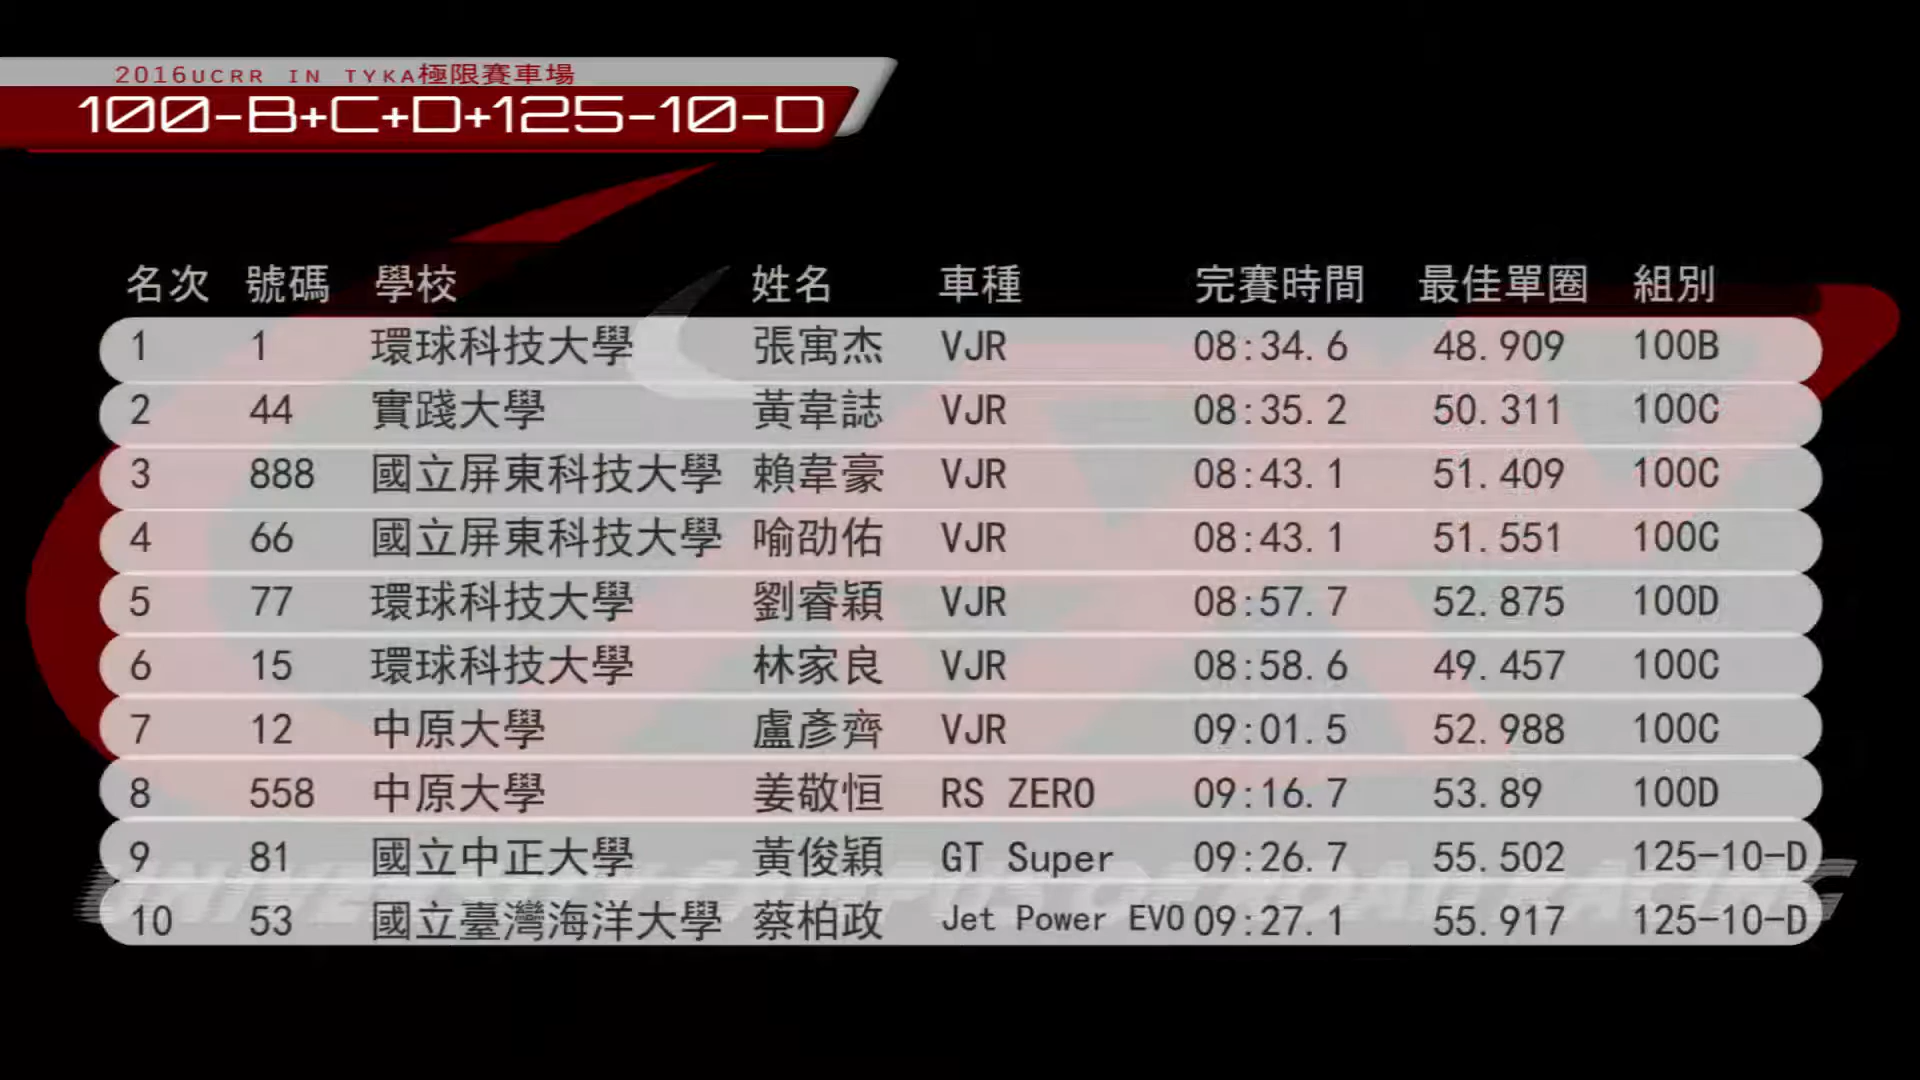 2016UCRR IN TYKA極限賽車場
100-B+C+D+125-10-D
名次 號碼 學校 姓名 車種 完賽時間 最佳單圈 組別
1 1 環球科技大學 張寓杰 VJR 08:34.6 48.909 100B
2 44 實踐大學 黃韋誌 VJR 08:35.2 50.311 100C
3 888 國立屏東科技大學 賴韋豪 VJR 08:43.1 51.409 100C
4 66 國立屏東科技大學 喻劭佑 VJR 08:43.1 51.551 100C
5 77 環球科技大學 劉睿穎 VJR 08:57.7 52.875 100D
6 15 環球科技大學 林家良 VJR 08:58.6 49.457 100C
7 12 中原大學 盧彥齊 VJR 09:01.5 52.988 100C
8 558 中原大學 姜敬恒 RS ZERO 09:16.7 53.89 100D
9 81 國立中正大學 黃俊穎 GT Super 09:26.7 55.502 125-10-D
10 53 國立臺灣海洋大學 蔡柏政 Jet Power EVO 09:27.1 55.917 125-10-D
UNIVERSITY CAMPUS OF ROAD RACING